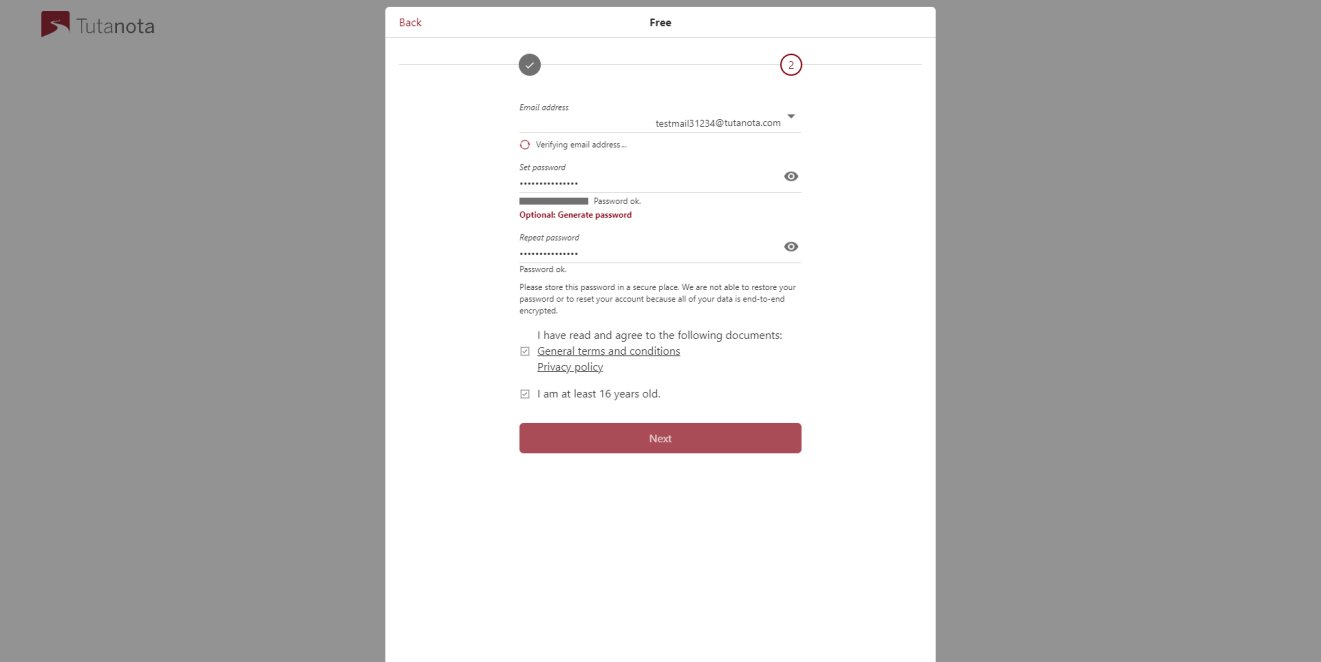 Tutanota
Back
Free
2
Email address
testmail31234@tutanota.com
Verifying email address...
Set password
•••••••••••••••
Password ok.
Optional: Generate password
Repeat password
•••••••••••••••
Password ok.
Please store this password in a secure place. We are not able to restore your
password or to reset your account because all of your data is end-to-end
encrypted.
I have read and agree to the following documents:
General terms and conditions
Privacy policy
I am at least 16 years old.
Next